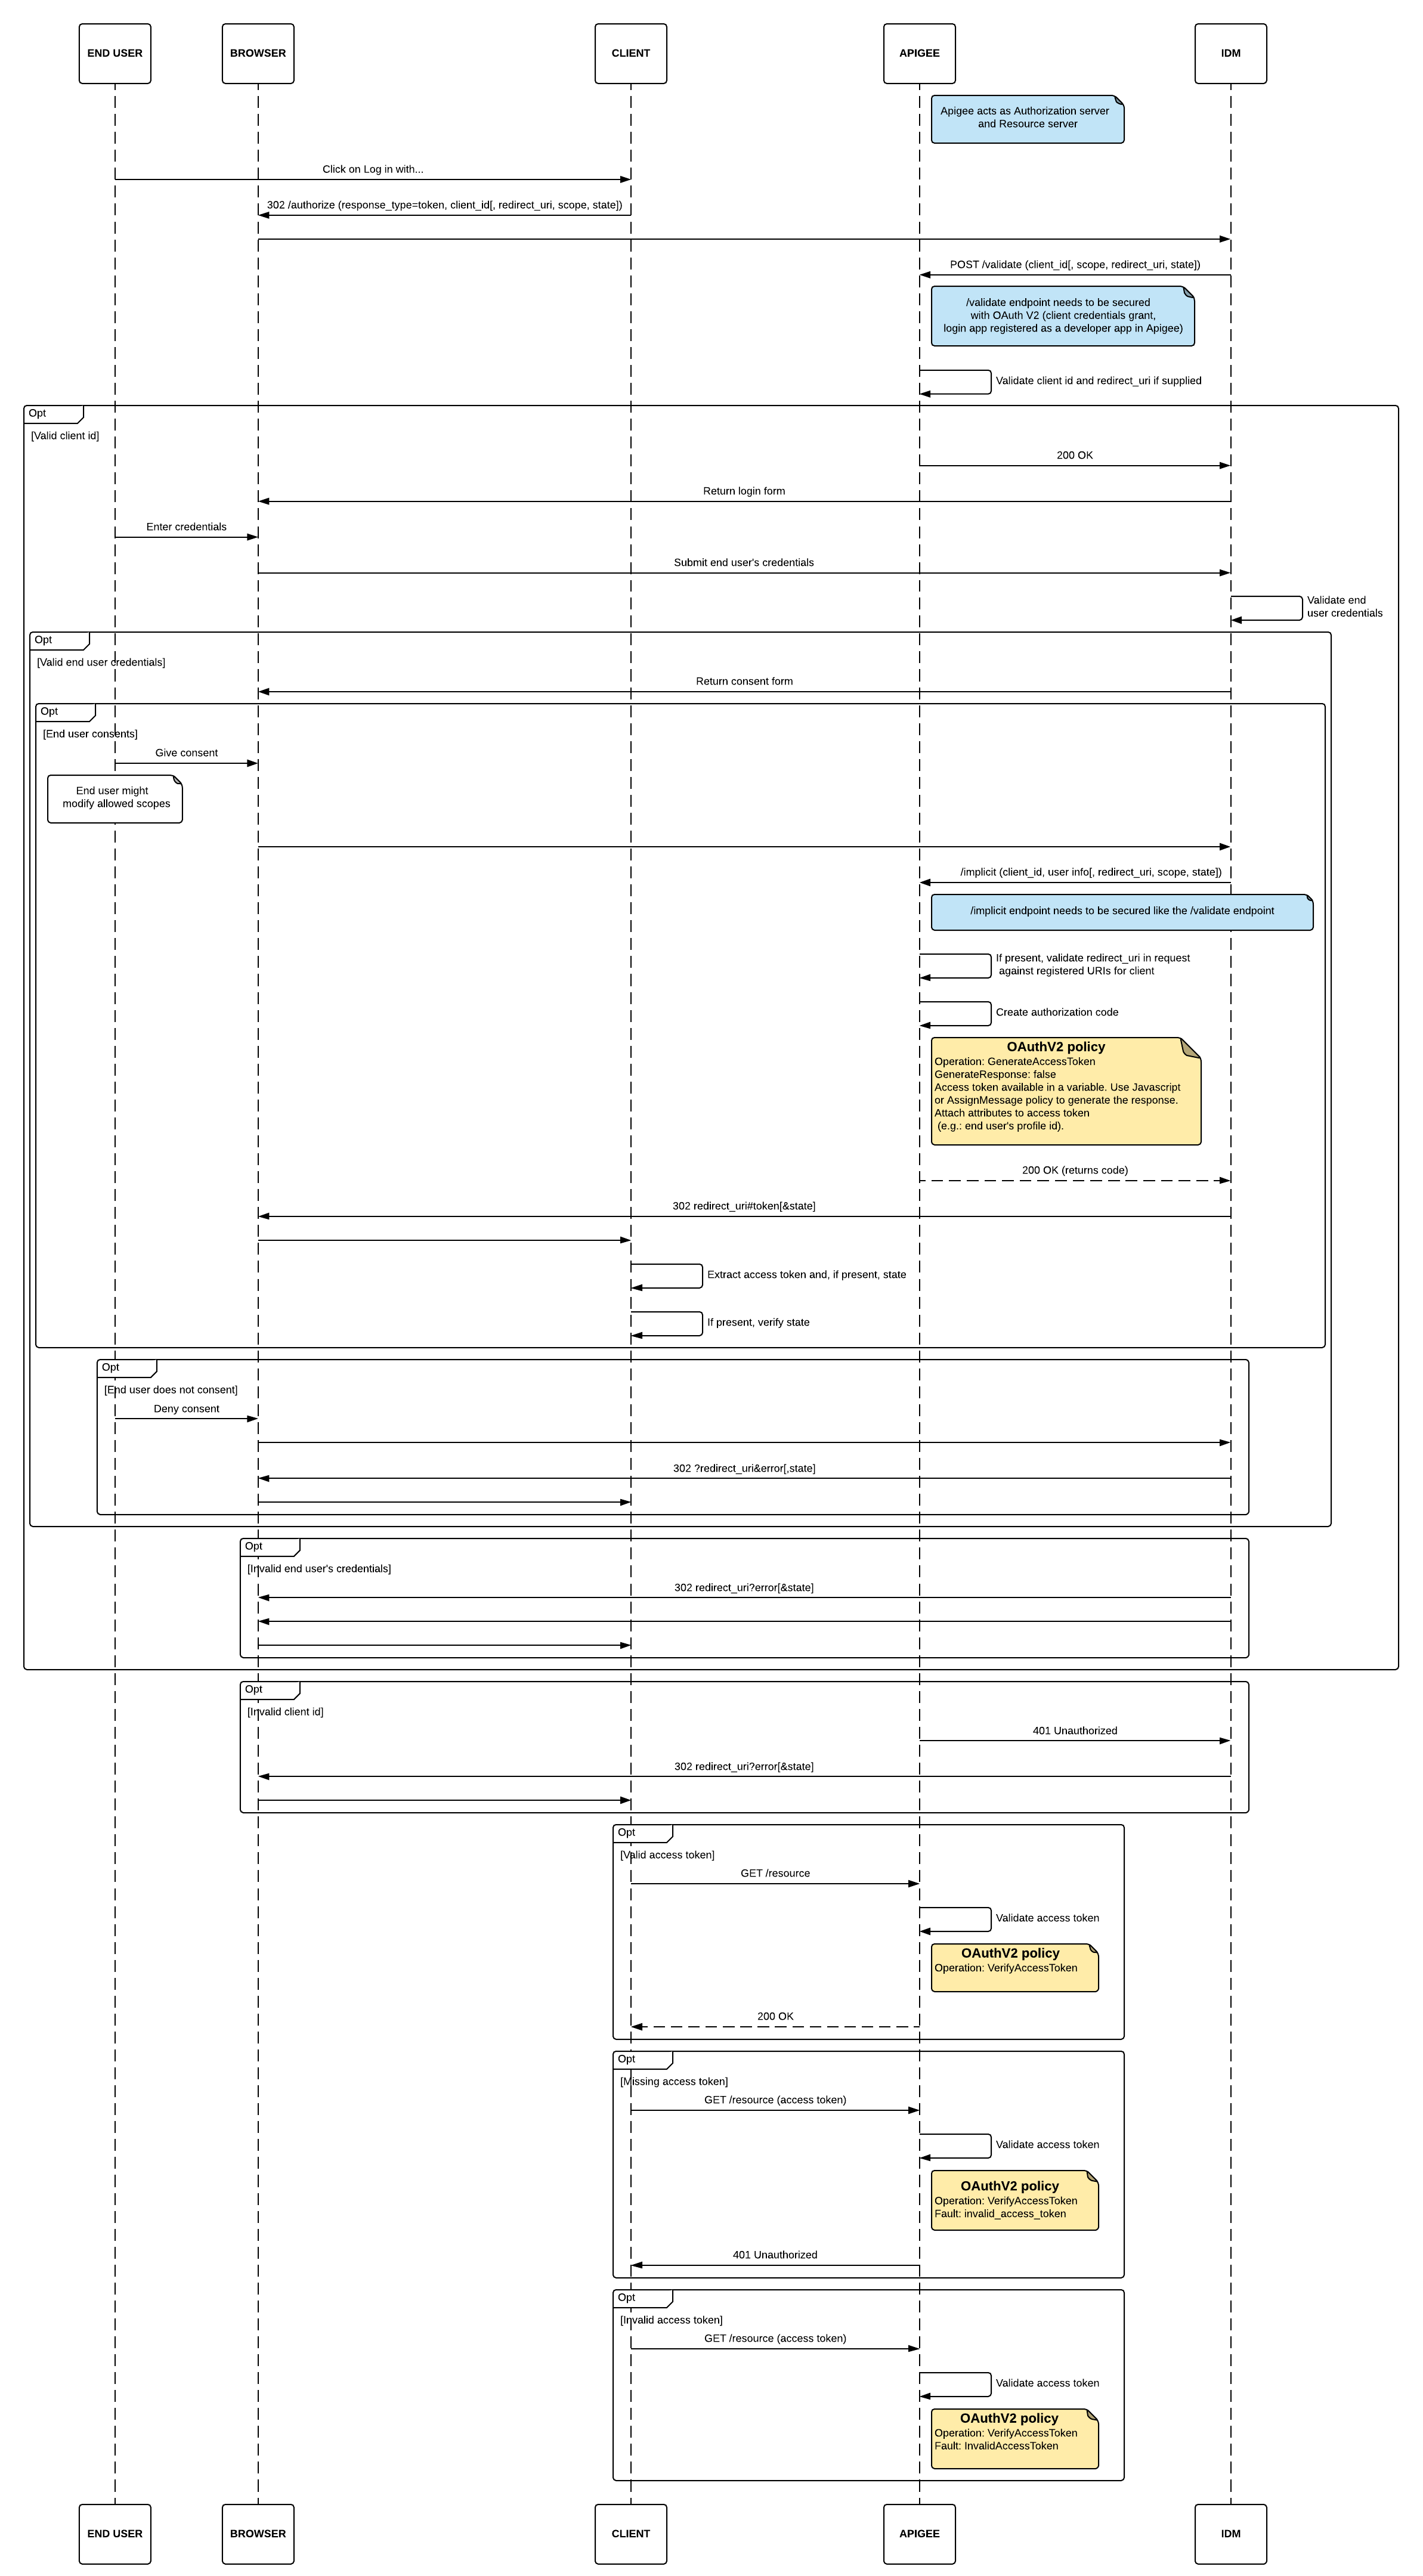 END USER
BROWSER
CLIENT
APIGEE
IDM
Apigee acts as Authorization server
and Resource server
Click on Log in with...
302 /authorize (response_type=token, client_id[, redirect_uri, scope, state])
POST /validate (client_id[, scope, redirect_uri, state])
/validate endpoint needs to be secured
with OAuth V2 (client credentials grant,
login app registered as a developer app in Apigee)
Validate client id and redirect_uri if supplied
Opt
[Valid client id]
200 OK
Return login form
Enter credentials
Submit end user's credentials
Validate end
user credentials
Opt
[Valid end user credentials]
Return consent form
Opt
[End user consents]
Give consent
End user might
modify allowed scopes
/implicit (client_id, user info[, redirect_uri, scope, state])
/implicit endpoint needs to be secured like the /validate endpoint
If present, validate redirect_uri in request
against registered URIs for client
Create authorization code
OAuthV2 policy
Operation: GenerateAccessToken
GenerateResponse: false
Access token available in a variable. Use Javascript
or AssignMessage policy to generate the response.
Attach attributes to access token
(e.g.: end user's profile id).
200 OK (returns code)
302 redirect_uri#token[&state]
Extract access token and, if present, state
If present, verify state
Opt
[End user does not consent]
Deny consent
302 ?redirect_uri&error[,state]
Opt
[Invalid end user's credentials]
302 redirect_uri?error[&state]
Opt
[Invalid client id]
401 Unauthorized
302 redirect_uri?error[&state]
Opt
[Valid access token]
GET /resource
Validate access token
OAuthV2 policy
Operation: VerifyAccessToken
200 OK
Opt
[Missing access token]
GET /resource (access token)
Validate access token
OAuthV2 policy
Operation: VerifyAccessToken
Fault: invalid_access_token
401 Unauthorized
Opt
[Invalid access token]
GET /resource (access token)
Validate access token
OAuthV2 policy
Operation: VerifyAccessToken
Fault: InvalidAccessToken
END USER
BROWSER
CLIENT
APIGEE
IDM